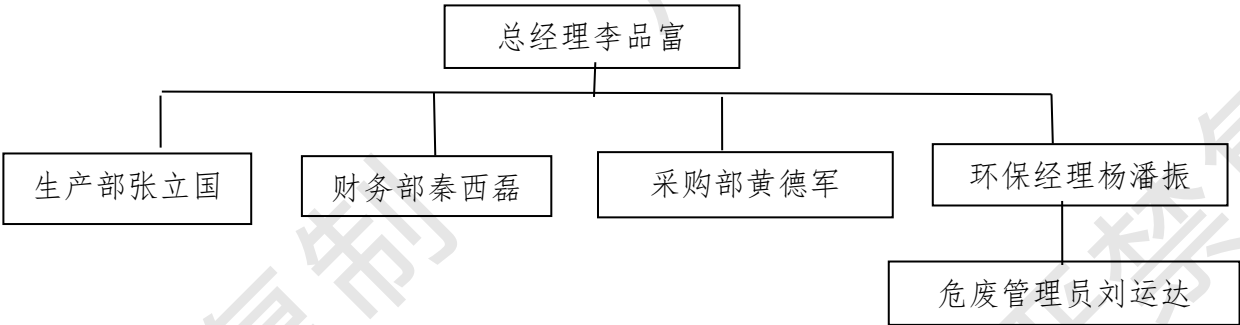 总经理李品富
生产部张立国
财务部秦西磊
采购部黄德军
环保经理杨潘振
危废管理员刘运达